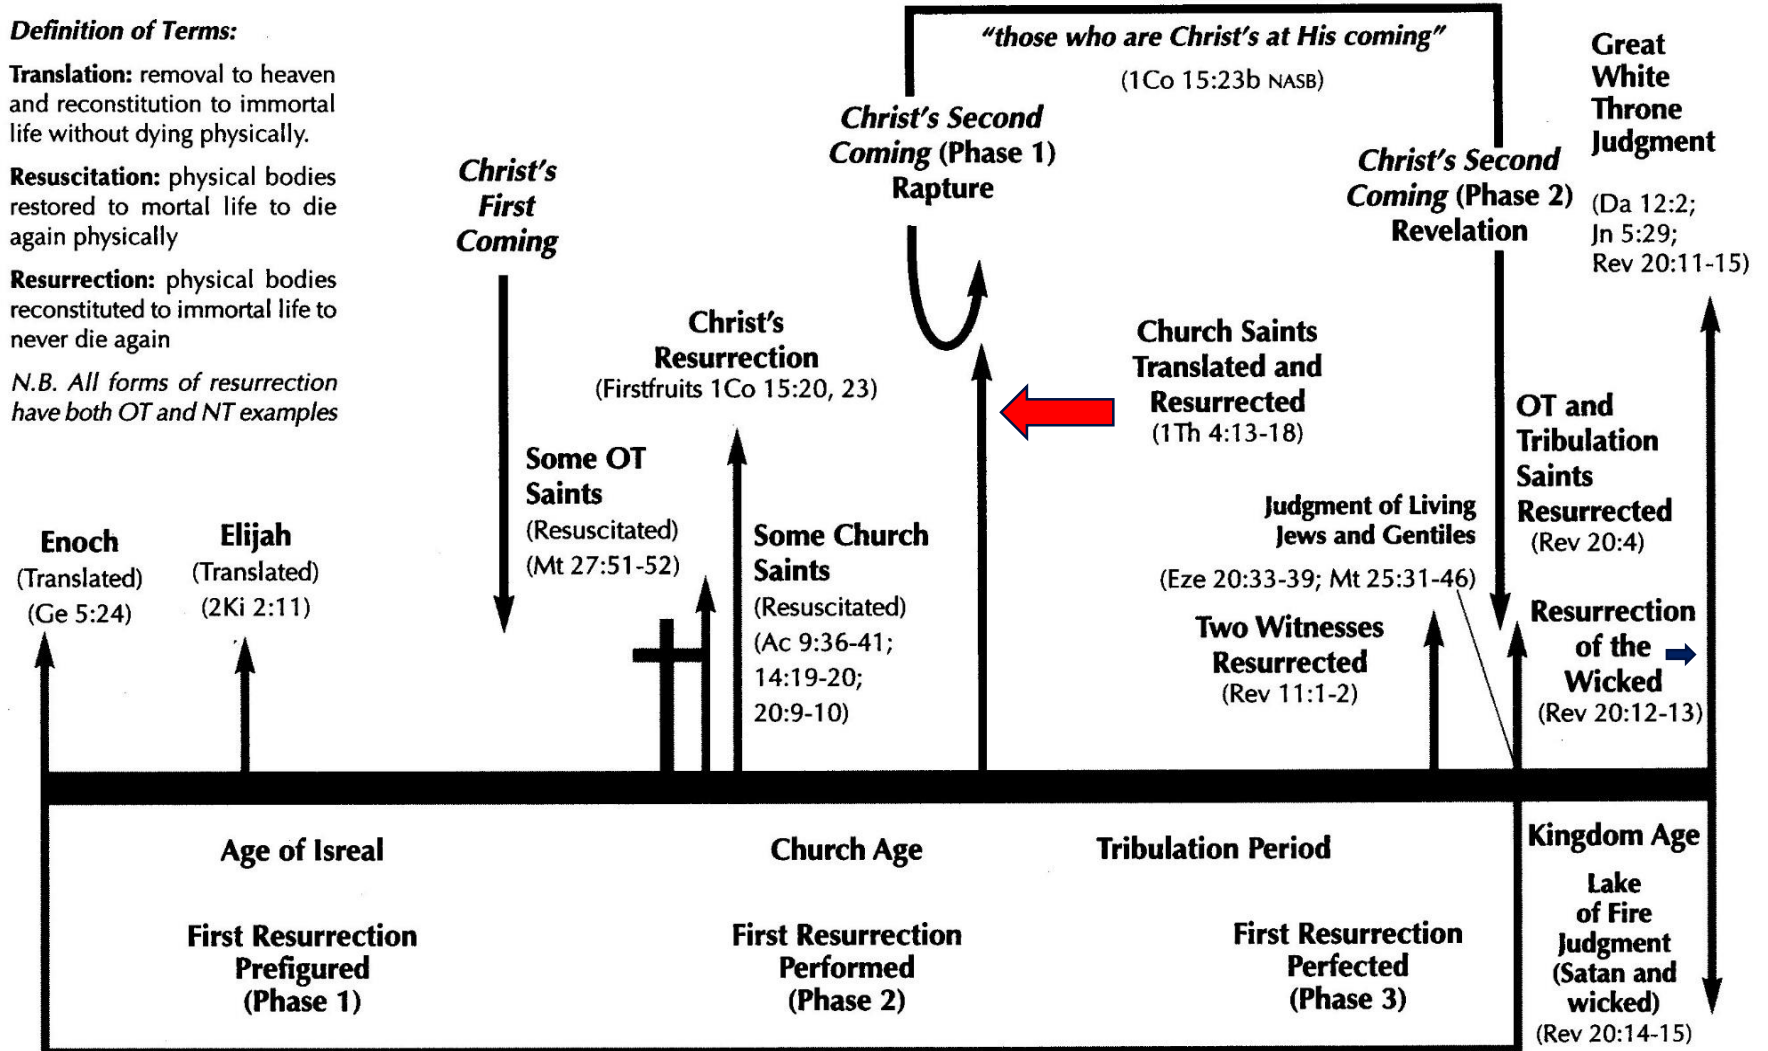 Definition of Terms:
Translation: removal to heaven
and reconstitution to immortal
life without dying physically.
Resuscitation: physical bodies
restored to mortal life to die
again physically
Resurrection: physical bodies
reconstituted to immortal life to
never die again
N.B. All forms of resurrection
have both OT and NT examples
Enoch
(Translated)
(Ge 5:24)
Elijah
(Translated)
(2Ki 2:11)
Christ's
First
Coming
Some OT
Saints
(Resuscitated)
(Mt 27:51-52)
Christ's
Resurrection
(Firstfruits 1Co 15:20, 23)
Some Church
Saints
(Resuscitated)
(Ac 9:36-41;
14:19-20;
20:9-10)
"those who are Christ's at His coming"
(1Co 15:23b NASB)
Christ's Second
Coming (Phase 1)
Rapture
Church Saints
Translated and
Resurrected
(1Th 4:13-18)
Christ's Second
Coming (Phase 2)
Revelation
Judgment of Living
Jews and Gentiles
(Eze 20:33-39; Mt 25:31-46)
Two Witnesses
Resurrected
(Rev 11:1-2)
Great
White
Throne
Judgment
(Da 12:2;
Jn 5:29;
Rev 20:11-15)
OT and
Tribulation
Saints
Resurrected
(Rev 20:4)
Resurrection
of the
Wicked
(Rev 20:12-13)
Age of Isreal
Church Age
Tribulation Period
Kingdom Age
First Resurrection
Prefigured
(Phase 1)
First Resurrection
Performed
(Phase 2)
First Resurrection
Perfected
(Phase 3)
Lake
of Fire
Judgment
(Satan and
wicked)
(Rev 20:14-15)